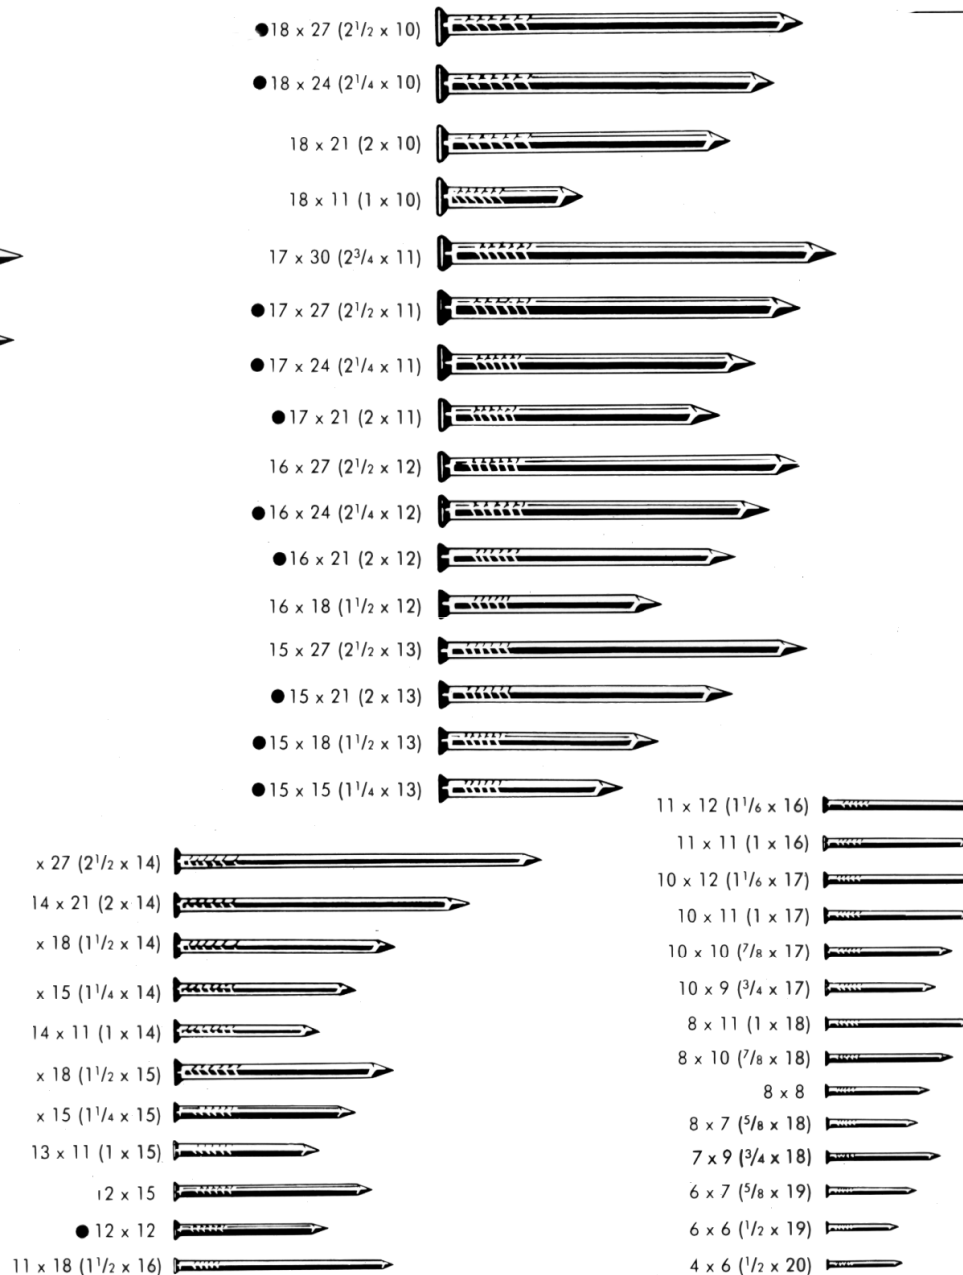 ●18 x 27 (2¹/₂ x 10)
●18 x 24 (2¹/₄ x 10)
18 x 21 (2 x 10)
18 x 11 (1 x 10)
17 x 30 (2³/₄ x 11)
●17 x 27 (2¹/₂ x 11)
●17 x 24 (2¹/₄ x 11)
●17 x 21 (2 x 11)
16 x 27 (2¹/₂ x 12)
●16 x 24 (2¹/₄ x 12)
●16 x 21 (2 x 12)
16 x 18 (1¹/₂ x 12)
15 x 27 (2¹/₂ x 13)
●15 x 21 (2 x 13)
●15 x 18 (1¹/₂ x 13)
●15 x 15 (1¹/₄ x 13)
x 27 (2¹/₂ x 14)
14 x 21 (2 x 14)
x 18 (1¹/₂ x 14)
x 15 (1¹/₄ x 14)
14 x 11 (1 x 14)
x 18 (1¹/₂ x 15)
x 15 (1¹/₄ x 15)
13 x 11 (1 x 15)
12 x 15
●12 x 12
11 x 18 (1¹/₂ x 16)
11 x 12 (1¹/₆ x 16)
11 x 11 (1 x 16)
10 x 12 (1¹/₆ x 17)
10 x 11 (1 x 17)
10 x 10 (⁷/₈ x 17)
10 x 9 (³/₄ x 17)
8 x 11 (1 x 18)
8 x 10 (⁷/₈ x 18)
8 x 8
8 x 7 (⁵/₈ x 18)
7 x 9 (³/₄ x 18)
6 x 7 (⁵/₈ x 19)
6 x 6 (¹/₂ x 19)
4 x 6 (¹/₂ x 20)